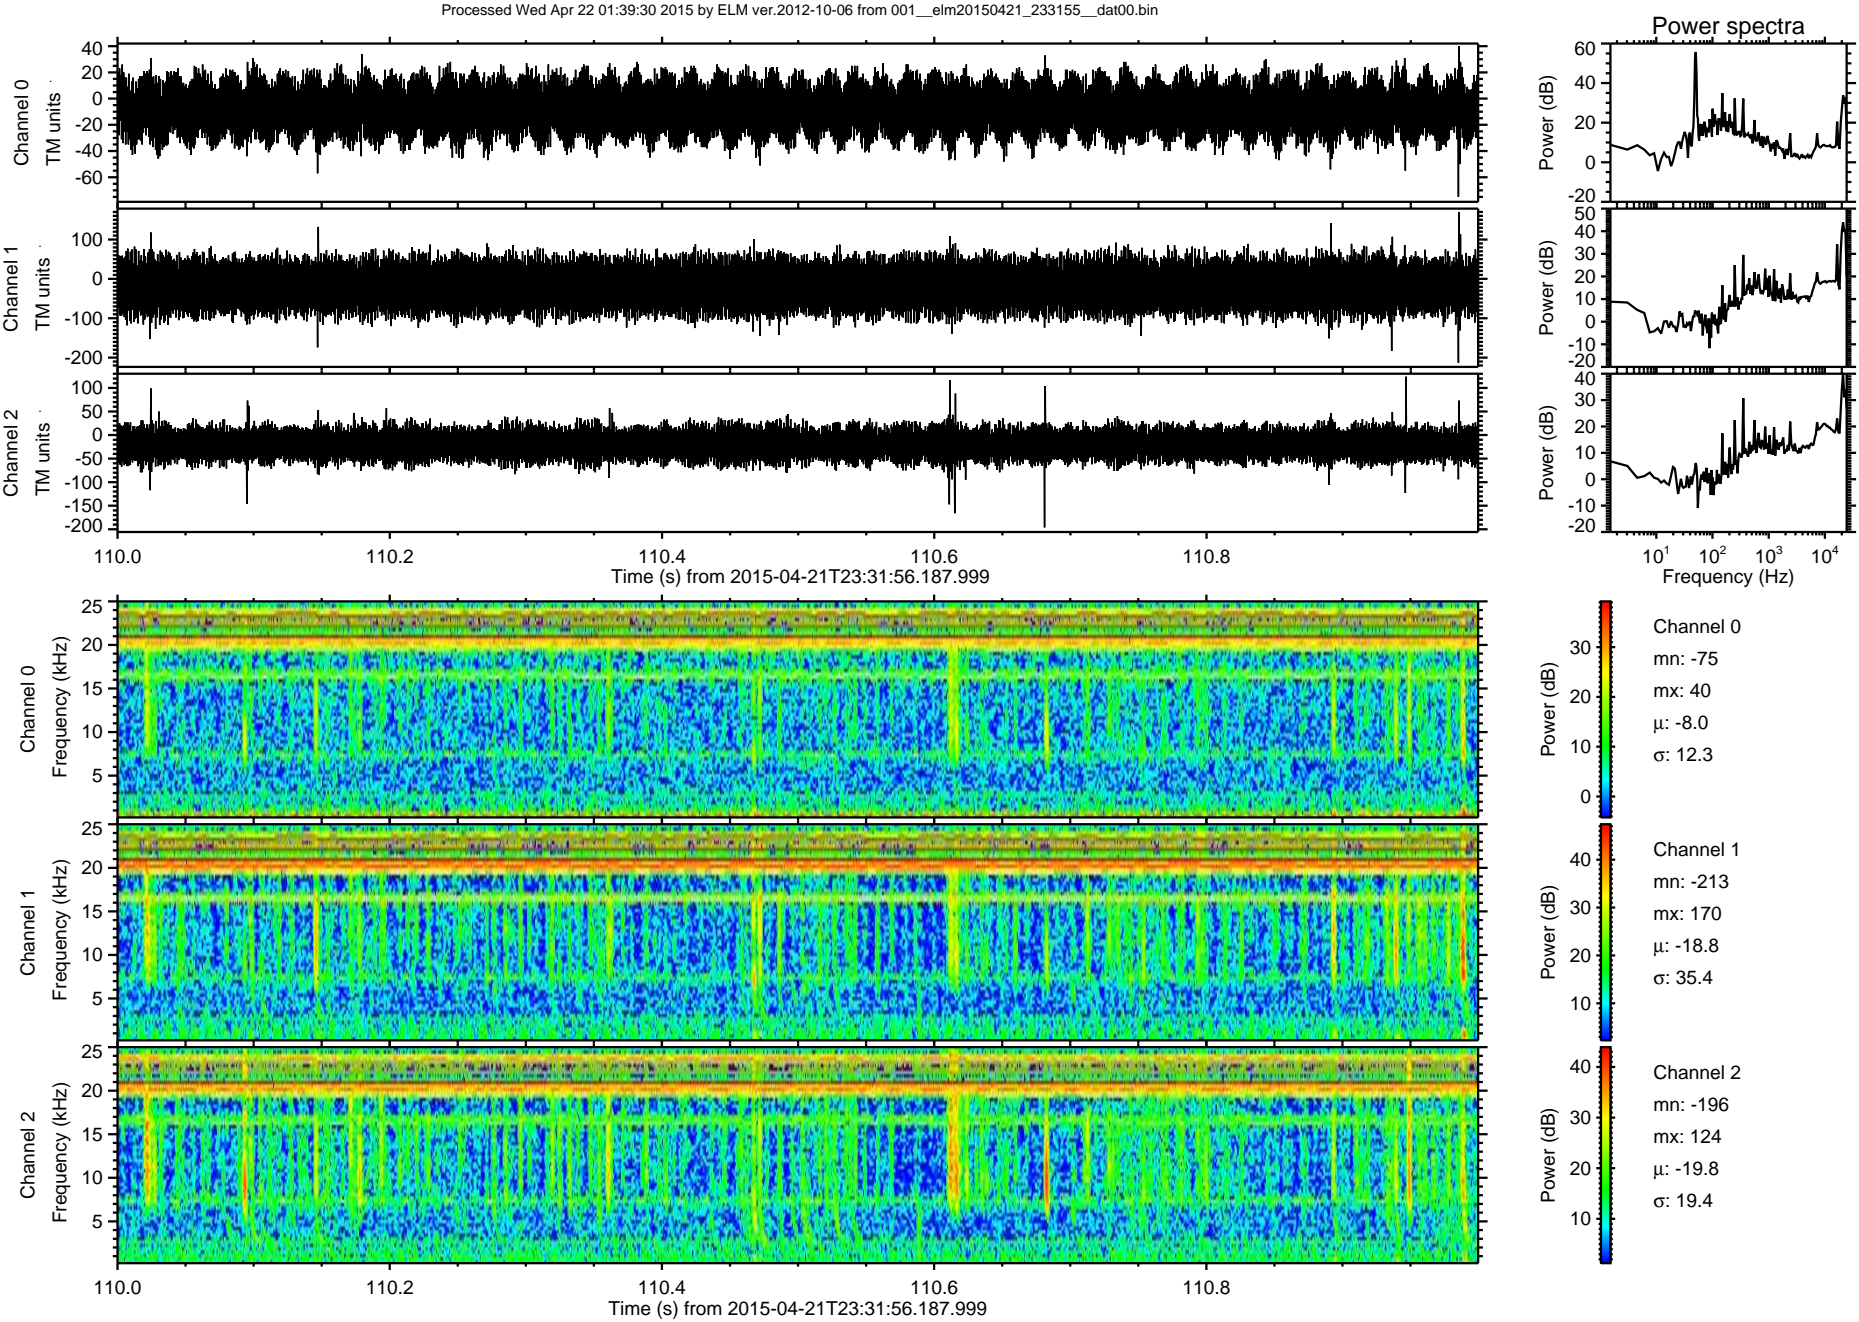 Processed Wed Apr 22 01:39:30 2015 by ELM ver.2012-10-06 from 001__elm20150421_233155__dat00.bin
Power spectra
Channel 0
TM units
40
20
0
-20
-40
-60
Power (dB)
60
40
20
0
-20
Channel 1
TM units
100
0
-100
-200
Power (dB)
50
40
30
20
10
0
-10
-20
Channel 2
TM units
100
50
0
-50
-100
-150
-200
Power (dB)
40
30
20
10
0
-10
-20
110.0 110.2 110.4 110.6 110.8
Time (s) from 2015-04-21T23:31:56.187.999
10¹ 10² 10³ 10⁴
Frequency (Hz)
Channel 0
Frequency (kHz)
25
20
15
10
5
Power (dB)
30
20
10
0
Channel 0
mn: -75
mx: 40
μ: -8.0
σ: 12.3
Channel 1
Frequency (kHz)
25
20
15
10
5
Power (dB)
40
30
20
10
Channel 1
mn: -213
mx: 170
μ: -18.8
σ: 35.4
Channel 2
Frequency (kHz)
25
20
15
10
5
Power (dB)
40
30
20
10
Channel 2
mn: -196
mx: 124
μ: -19.8
σ: 19.4
110.0 110.2 110.4 110.6 110.8
Time (s) from 2015-04-21T23:31:56.187.999